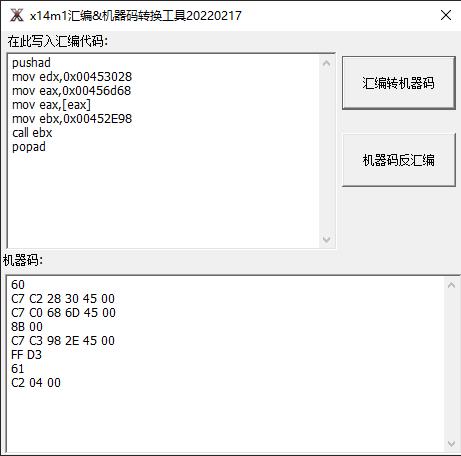 x14m1汇编&机器码转换工具20220217
在此写入汇编代码:
pushad
mov edx,0x00453028
mov eax,0x00456d68
mov eax,[eax]
mov ebx,0x00452E98
call ebx
popad
汇编转机器码
机器码反汇编
机器码:
60
C7 C2 28 30 45 00
C7 C0 68 6D 45 00
8B 00
C7 C3 98 2E 45 00
FF D3
61
C2 04 00